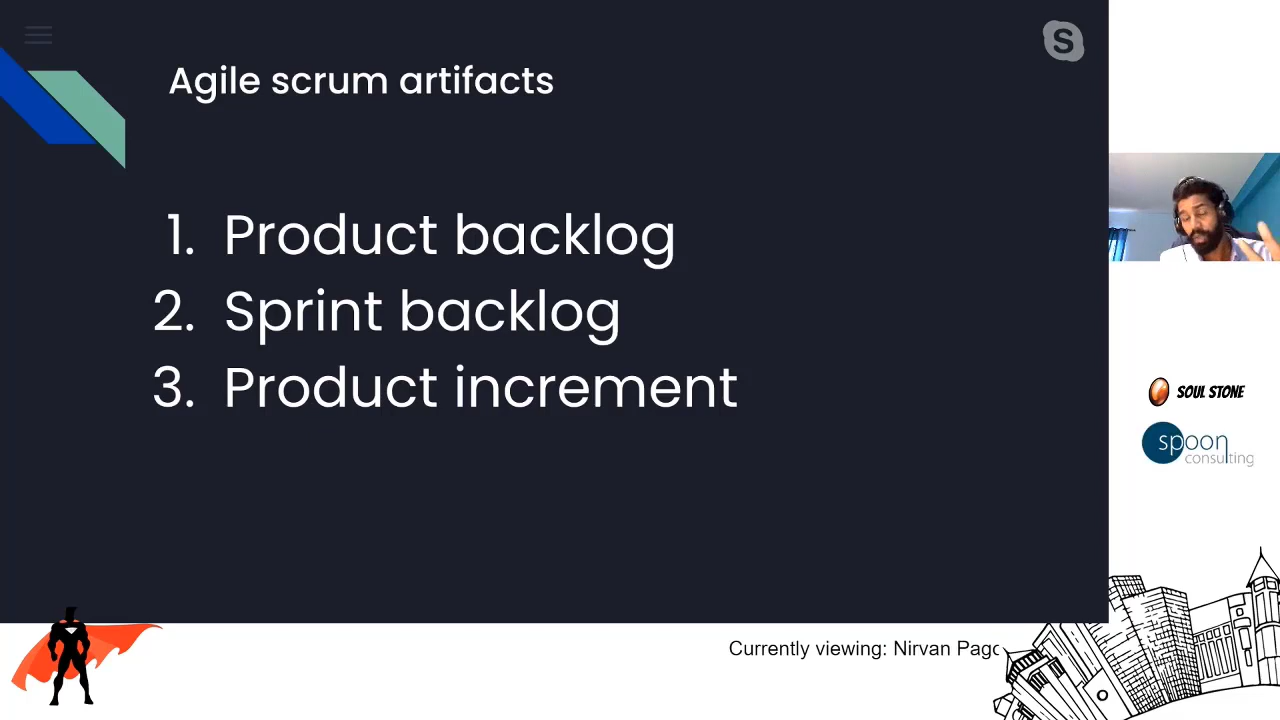 Agile scrum artifacts
1. Product backlog
2. Sprint backlog
3. Product increment
SOUL STONE
spoon
consulting
Currently viewing: Nirvan